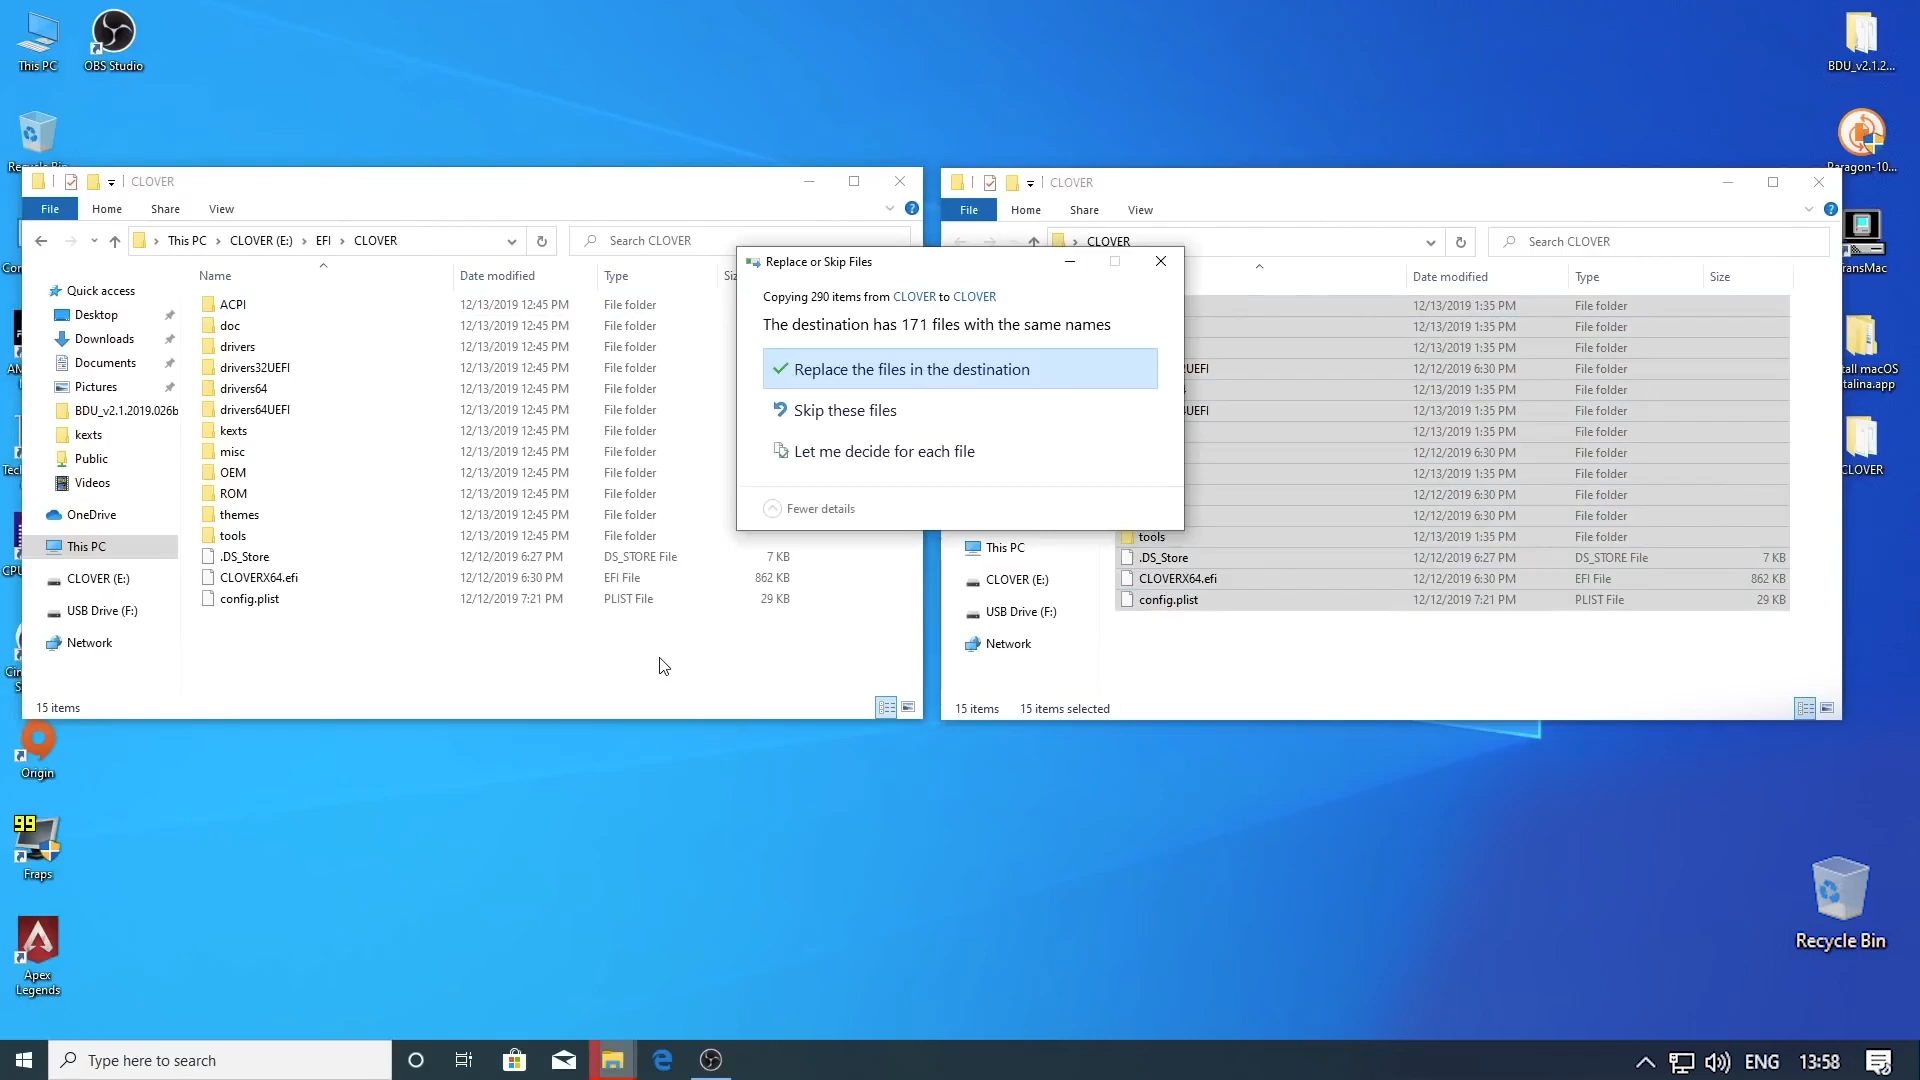 This PC
OBS Studio
BDU_v2.1.2...
Paragon-10...
CLOVER
File
Home
Share
View
This PC
CLOVER (E:)
EFI
CLOVER
Search CLOVER
Name
Date modified
Type
Quick access
Desktop
Downloads
Documents
Pictures
BDU_v2.1.2019.026b
kexts
Public
Videos
OneDrive
This PC
CLOVER (E:)
USB Drive (F:)
Network
ACPI 12/13/2019 12:45 PM File folder
doc 12/13/2019 12:45 PM File folder
drivers 12/13/2019 12:45 PM File folder
drivers32UEFI 12/13/2019 12:45 PM File folder
drivers64 12/13/2019 12:45 PM File folder
drivers64UEFI 12/13/2019 12:45 PM File folder
kexts 12/13/2019 12:45 PM File folder
misc 12/13/2019 12:45 PM File folder
OEM 12/13/2019 12:45 PM File folder
ROM 12/13/2019 12:45 PM File folder
themes 12/13/2019 12:45 PM File folder
tools 12/13/2019 12:45 PM File folder
.DS_Store 12/12/2019 6:27 PM DS_STORE File 7 KB
CLOVERX64.efi 12/12/2019 6:30 PM EFI File 862 KB
config.plist 12/12/2019 7:21 PM PLIST File 29 KB
15 items
Replace or Skip Files
Copying 290 items from CLOVER to CLOVER
The destination has 171 files with the same names
Replace the files in the destination
Skip these files
Let me decide for each file
Fewer details
CLOVER
File
Home
Share
View
CLOVER
Search CLOVER
Date modified
Type
Size
12/13/2019 1:35 PM File folder
12/13/2019 1:35 PM File folder
12/13/2019 1:35 PM File folder
UEFI 12/12/2019 6:30 PM File folder
12/13/2019 1:35 PM File folder
UEFI 12/13/2019 1:35 PM File folder
12/13/2019 1:35 PM File folder
12/12/2019 6:30 PM File folder
12/13/2019 1:35 PM File folder
12/12/2019 6:30 PM File folder
12/12/2019 6:30 PM File folder
tools 12/13/2019 1:35 PM File folder
.DS_Store 12/12/2019 6:27 PM DS_STORE File 7 KB
CLOVERX64.efi 12/12/2019 6:30 PM EFI File 862 KB
config.plist 12/12/2019 7:21 PM PLIST File 29 KB
This PC
CLOVER (E:)
USB Drive (F:)
Network
15 items
15 items selected
ransMac
tall macOS
talina.app
CLOVER
Origin
99
Fraps
Apex
Legends
Recycle Bin
Type here to search
ENG
13:58